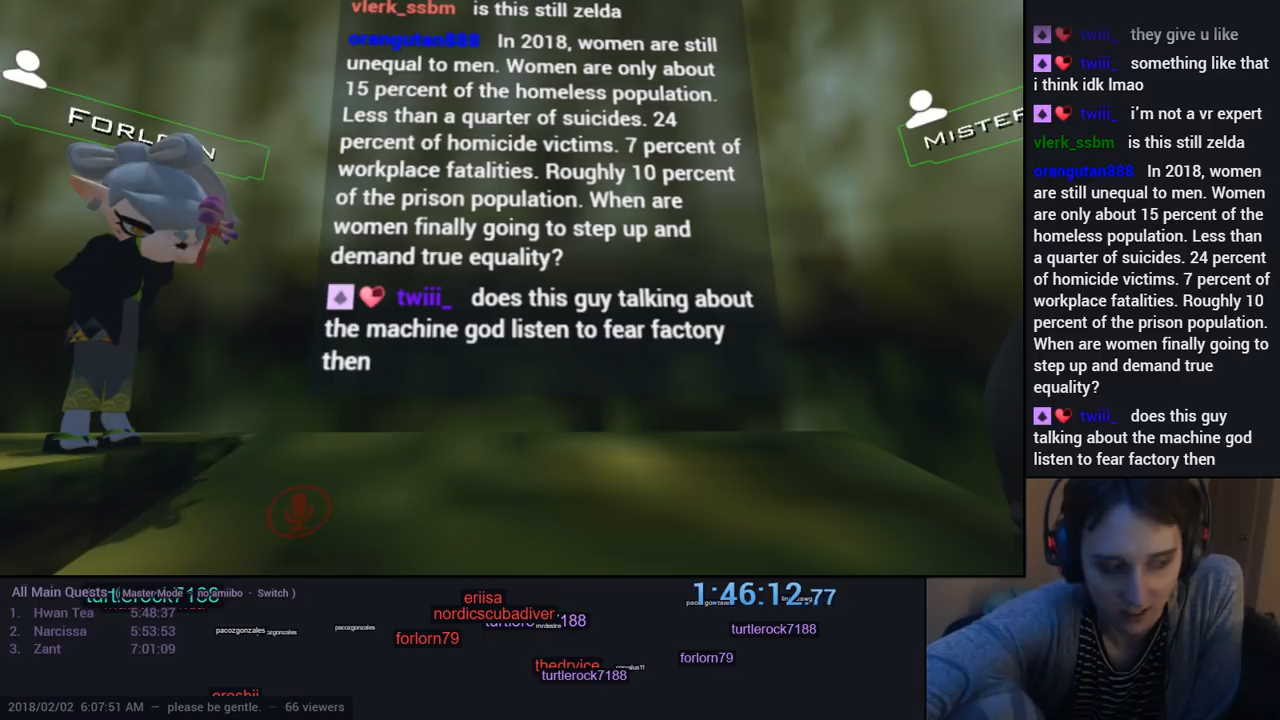 vlerk_ssbm is this still zelda
orangutan888 In 2018, women are still
unequal to men. Women are only about
15 percent of the homeless population.
Less than a quarter of suicides. 24
percent of homicide victims. 7 percent of
workplace fatalities. Roughly 10 percent
of the prison population. When are
women finally going to step up and
demand true equality?
twiii_ does this guy talking about
the machine god listen to fear factory
then
FORL N
MISTER
twiii_ they give u like
twiii_ something like that
i think idk lmao
twiii_ i'm not a vr expert
vlerk_ssbm is this still zelda
orangutan888 In 2018, women
are still unequal to men. Women
are only about 15 percent of the
homeless population. Less than
a quarter of suicides. 24 percent
of homicide victims. 7 percent of
workplace fatalities. Roughly 10
percent of the prison population.
When are women finally going to
step up and demand true
equality?
twiii_ does this guy
talking about the machine god
listen to fear factory then
All Main Quests (Master Mode - no amiibo - Switch)
turtlerock7188
1. Hwan Tea 5:48:37
2. Narcissa 5:53:53
3. Zant 7:01:09
pacozgonzales
pacozgonzales
eriisa
nordicscubadiver
188
forlorn79
thedrvice
turtlerock7188
oroshii
1:46:12.77
turtlerock7188
forlorn79
2018/02/02 6:07:51 AM — please be gentle. — 66 viewers